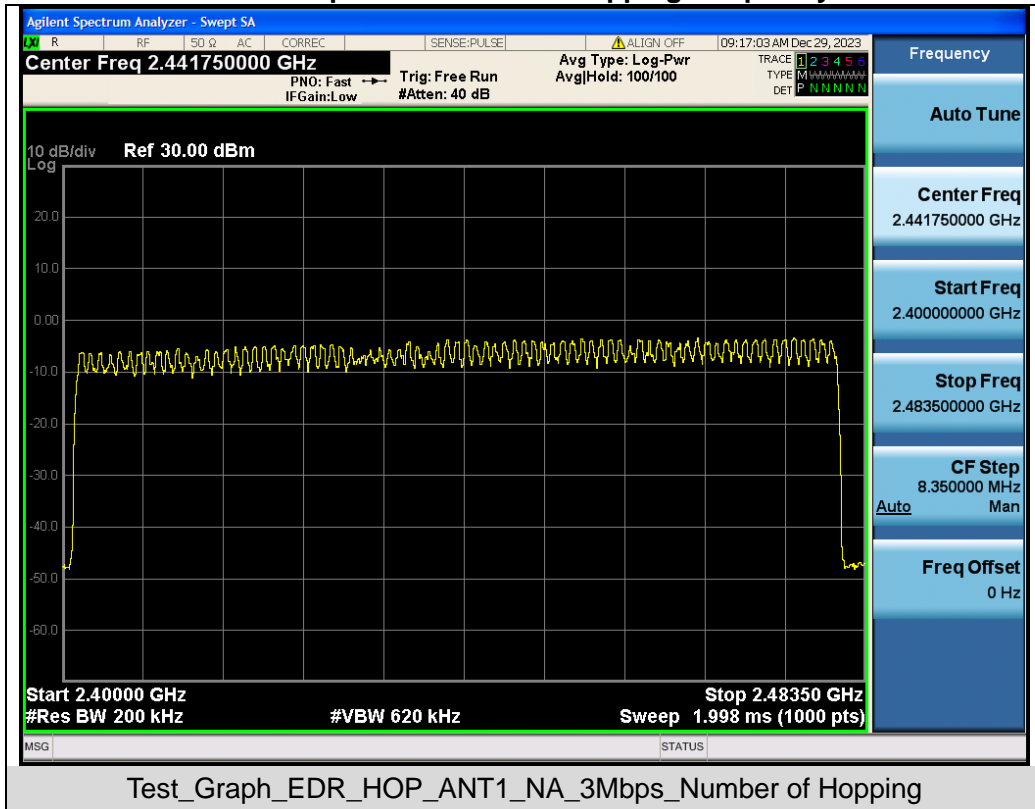 Agilent Spectrum Analyzer - Swept SA
LXI R RF 50 Ω AC CORREC SENSE:PULSE ALIGN OFF 09:17:03 AM Dec 29, 2023
Center Freq 2.441750000 GHz
PNO: Fast
IFGain:Low
Trig: Free Run
#Atten: 40 dB
Avg Type: Log-Pwr
Avg|Hold: 100/100
TRACE 1 2 3 4 5 6
TYPE M WWWWW
DET P N N N N N
10 dB/div Ref 30.00 dBm
Log
20.0
10.0
0.00
-10.0
-20.0
-30.0
-40.0
-50.0
-60.0
Start 2.40000 GHz Stop 2.48350 GHz
#Res BW 200 kHz #VBW 620 kHz Sweep 1.998 ms (1000 pts)
MSG STATUS
Frequency
Auto Tune
Center Freq
2.441750000 GHz
Start Freq
2.400000000 GHz
Stop Freq
2.483500000 GHz
CF Step
8.350000 MHz
Auto Man
Freq Offset
0 Hz
Test_Graph_EDR_HOP_ANT1_NA_3Mbps_Number of Hopping